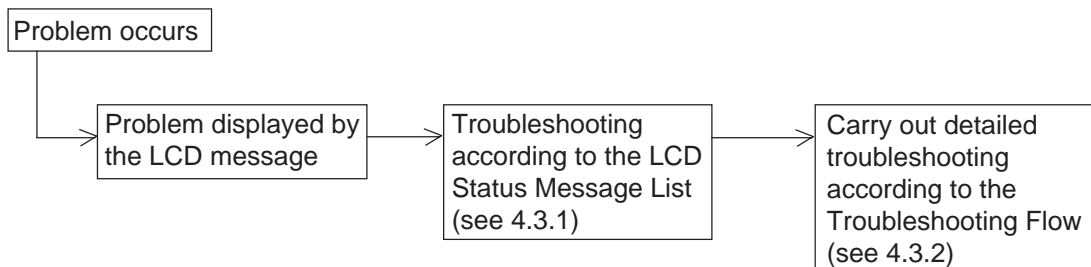 Problem occurs
Problem displayed by
the LCD message
Troubleshooting
according to the LCD
Status Message List
(see 4.3.1)
Carry out detailed
troubleshooting
according to the
Troubleshooting Flow
(see 4.3.2)